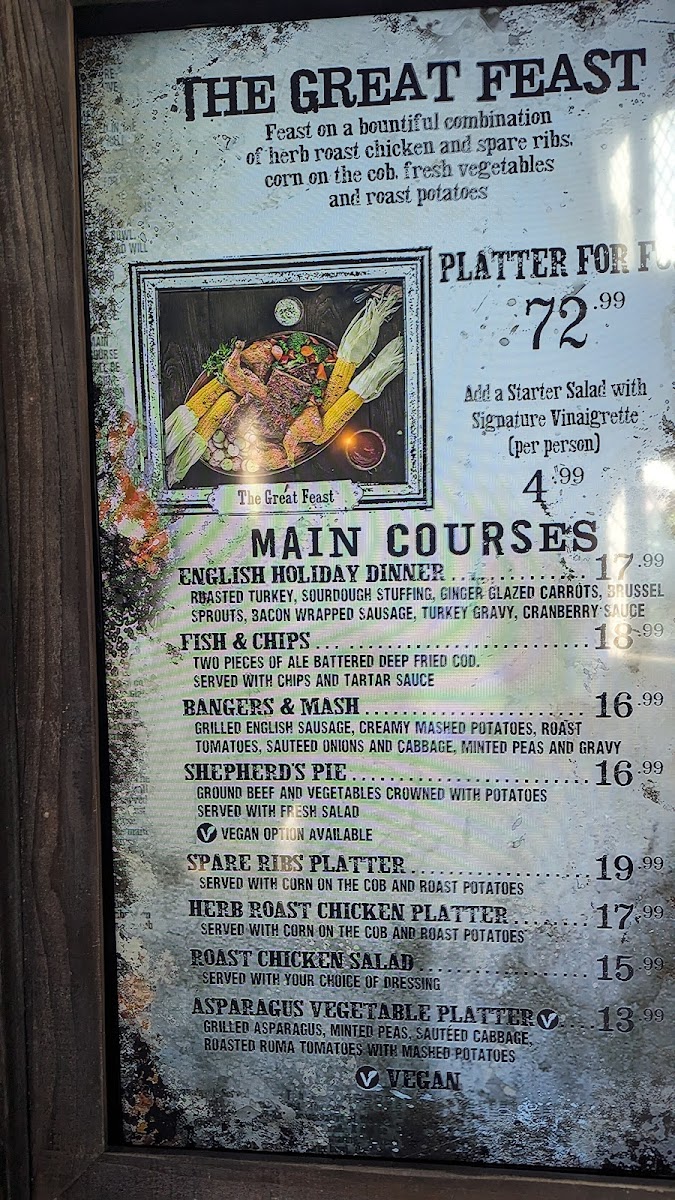 THE GREAT FEAST
Feast on a bountiful combination
of herb roast chicken and spare ribs,
corn on the cob, fresh vegetables
and roast potatoes
PLATTER FOR
72.99
Add a Starter Salad with
Signature Vinaigrette
(per person)
4.99
The Great Feast
MAIN COURSES
ENGLISH HOLIDAY DINNER.............. 17.99
ROASTED TURKEY, SOURDOUGH STUFFING, GINGER GLAZED CARROTS, BRUSSEL
SPROUTS, BACON WRAPPED SAUSAGE, TURKEY GRAVY, CRANBERRY SAUCE
FISH & CHIPS............................ 18.99
TWO PIECES OF ALE BATTERED DEEP FRIED COD.
SERVED WITH CHIPS AND TARTAR SAUCE
BANGERS & MASH....................... 16.99
GRILLED ENGLISH SAUSAGE, CREAMY MASHED POTATOES, ROAST
TOMATOES, SAUTEED ONIONS AND CABBAGE, MINTED PEAS AND GRAVY
SHEPHERD'S PIE......................... 16.99
GROUND BEEF AND VEGETABLES CROWNED WITH POTATOES
SERVED WITH FRESH SALAD
V VEGAN OPTION AVAILABLE
SPARE RIBS PLATTER................... 19.99
SERVED WITH CORN ON THE COB AND ROAST POTATOES
HERB ROAST CHICKEN PLATTER........ 17.99
SERVED WITH CORN ON THE COB AND ROAST POTATOES
ROAST CHICKEN SALAD................. 15.99
SERVED WITH YOUR CHOICE OF DRESSING
ASPARAGUS VEGETABLE PLATTER V.... 13.99
GRILLED ASPARAGUS, MINTED PEAS, SAUTÉED CABBAGE,
ROASTED ROMA TOMATOES WITH MASHED POTATOES
V VEGAN